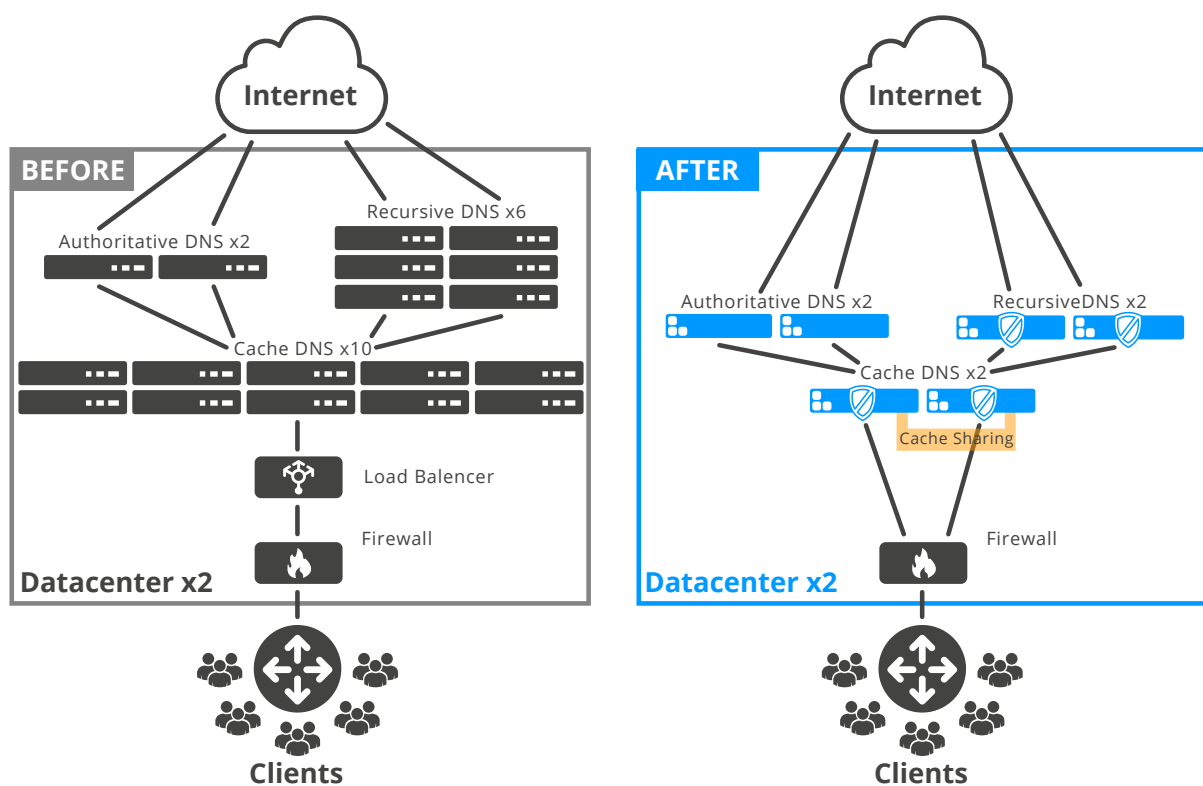 Internet
BEFORE
Recursive DNS x6
Authoritative DNS x2
Cache DNS x10
Load Balencer
Firewall
Datacenter x2
Clients
Internet
AFTER
Authoritative DNS x2
RecursiveDNS x2
Cache DNS x2
Cache Sharing
Firewall
Datacenter x2
Clients